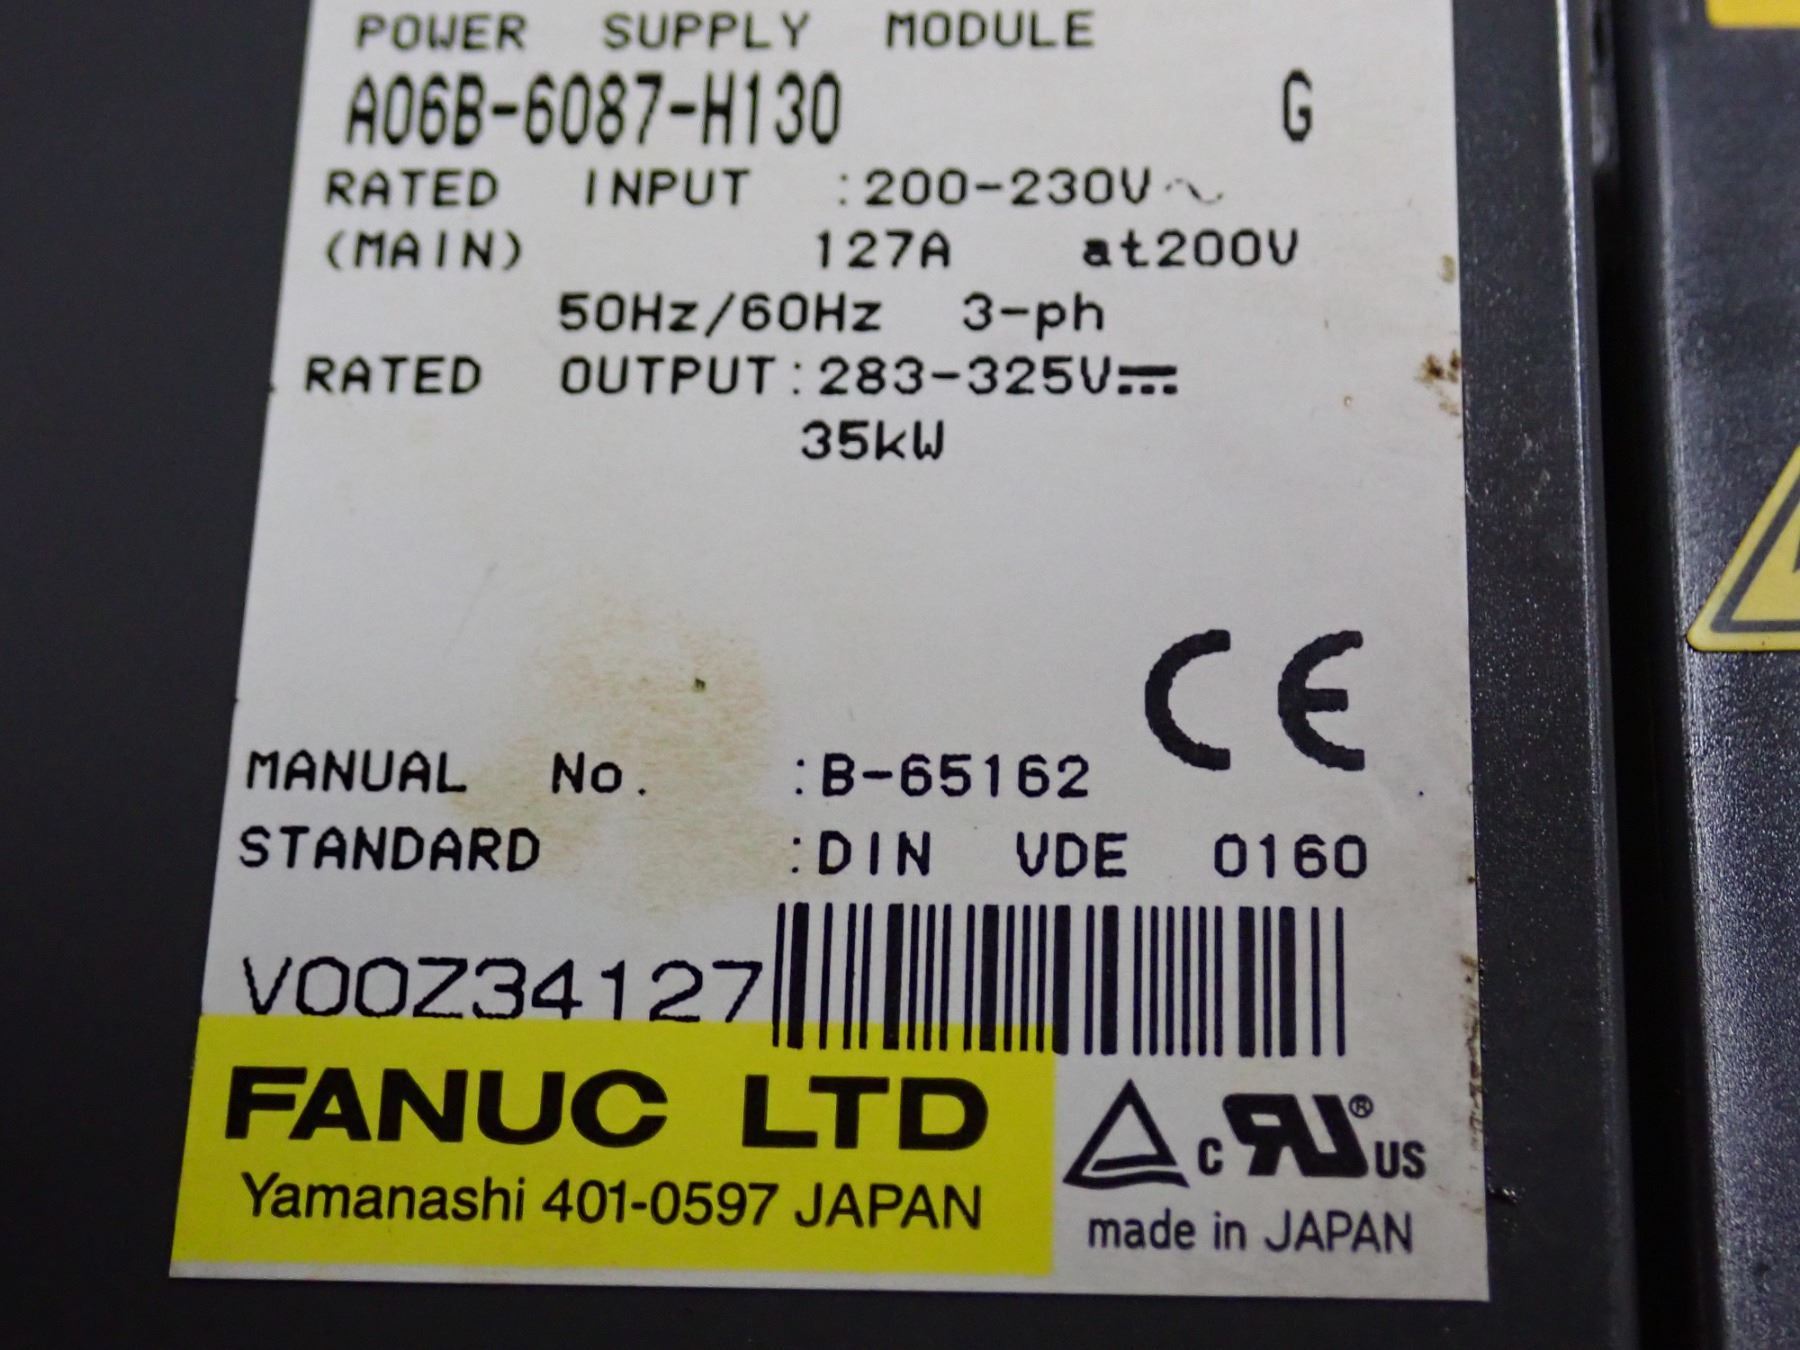 POWER SUPPLY MODULE
A06B-6087-H130 G
RATED INPUT :200-230V~
(MAIN) 127A at200V
50Hz/60Hz 3-ph
RATED OUTPUT:283-325V⎓
35kW
CE
MANUAL No. :B-65162
STANDARD :DIN VDE 0160
V00Z34127
FANUC LTD
Yamanashi 401-0597 JAPAN
c RU® US
made in JAPAN